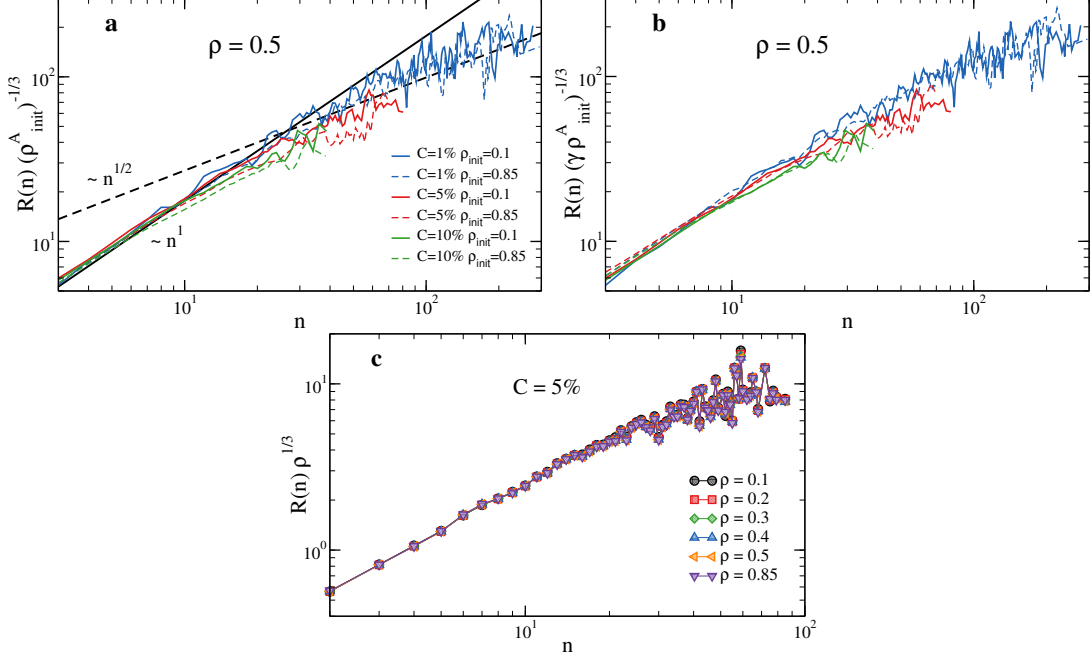 a
ρ = 0.5
R(n) (ρ^A_init)^-1/3
10^2
10^1
~ n^1/2
~ n^1
C=1% ρ_init=0.1
C=1% ρ_init=0.85
C=5% ρ_init=0.1
C=5% ρ_init=0.85
C=10% ρ_init=0.1
C=10% ρ_init=0.85
10^1
10^2
n
b
ρ = 0.5
R(n) (γ ρ^A_init)^-1/3
10^2
10^1
10^1
10^2
n
c
C = 5%
R(n) ρ^1/3
10^1
10^0
ρ = 0.1
ρ = 0.2
ρ = 0.3
ρ = 0.4
ρ = 0.5
ρ = 0.85
10^1
10^2
n